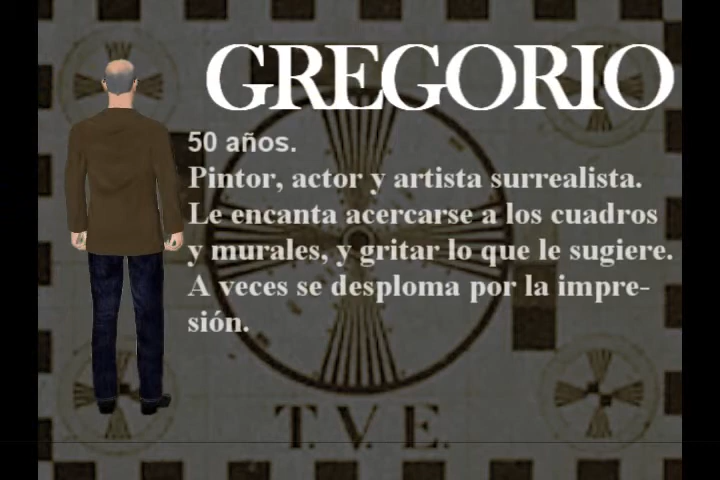 GREGORIO
50 años.
Pintor, actor y artista surrealista.
Le encanta acercarse a los cuadros
y murales, y gritar lo que le sugiere.
A veces se desploma por la impre-
sión.
T. V. E.